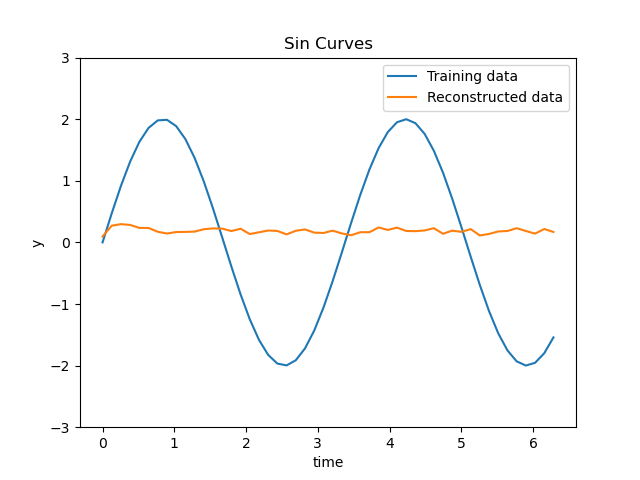 Sin Curves
Training data
Reconstructed data
3
2
1
0
−1
−2
−3
y
0
1
2
3
4
5
6
time